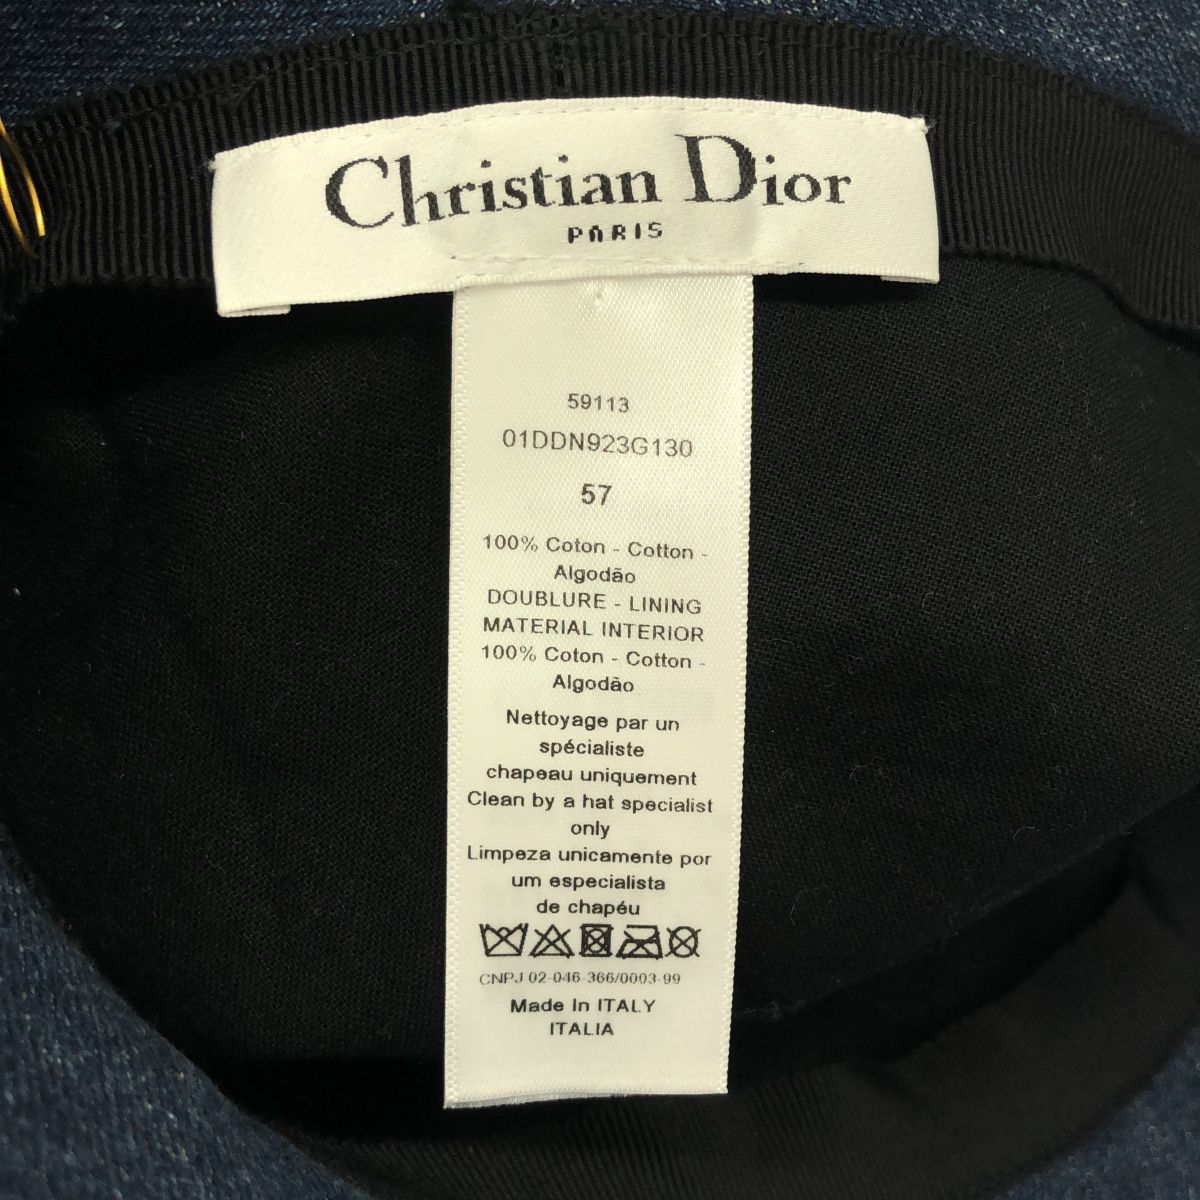 Christian Dior
PARIS
59113
01DDN923G130
57
100% Coton - Cotton -
Algodão
DOUBLURE - LINING
MATERIAL INTERIOR
100% Coton - Cotton -
Algodão
Nettoyage par un
spécialiste
chapeau uniquement
Clean by a hat specialist
only
Limpeza unicamente por
um especialista
de chapéu
CNPJ 02-046-366/0003-99
Made In ITALY
ITALIA